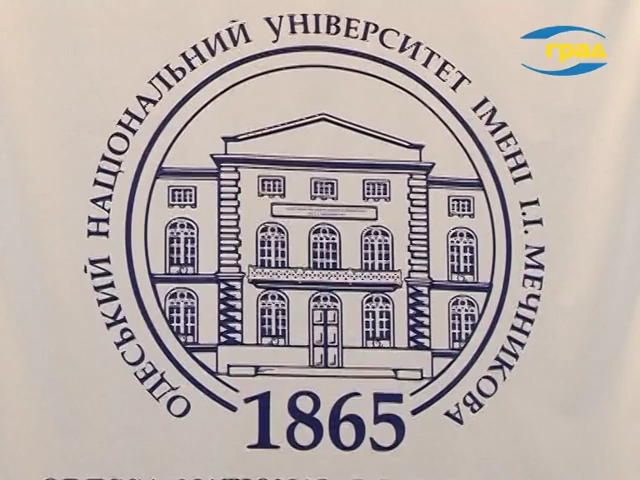 ОДЕСЬКИЙ НАЦІОНАЛЬНИЙ УНІВЕРСИТЕТ ІМЕНІ І.І. МЕЧНИКОВА
град
1865